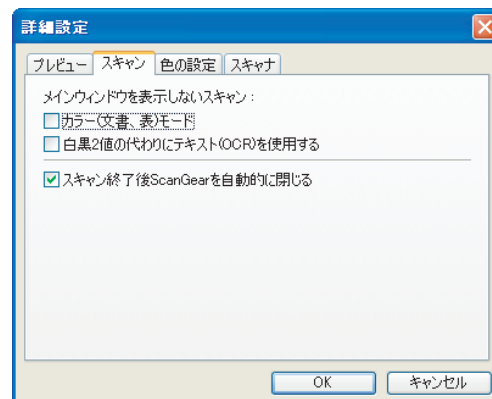 詳細設定
プレビュー スキャン 色の設定 スキャナ
メインウィンドウを表示しないスキャン：
カラー(文書、表)モード
白黒2値の代わりにテキスト(OCR)を使用する
スキャン終了後ScanGearを自動的に閉じる
OK キャンセル